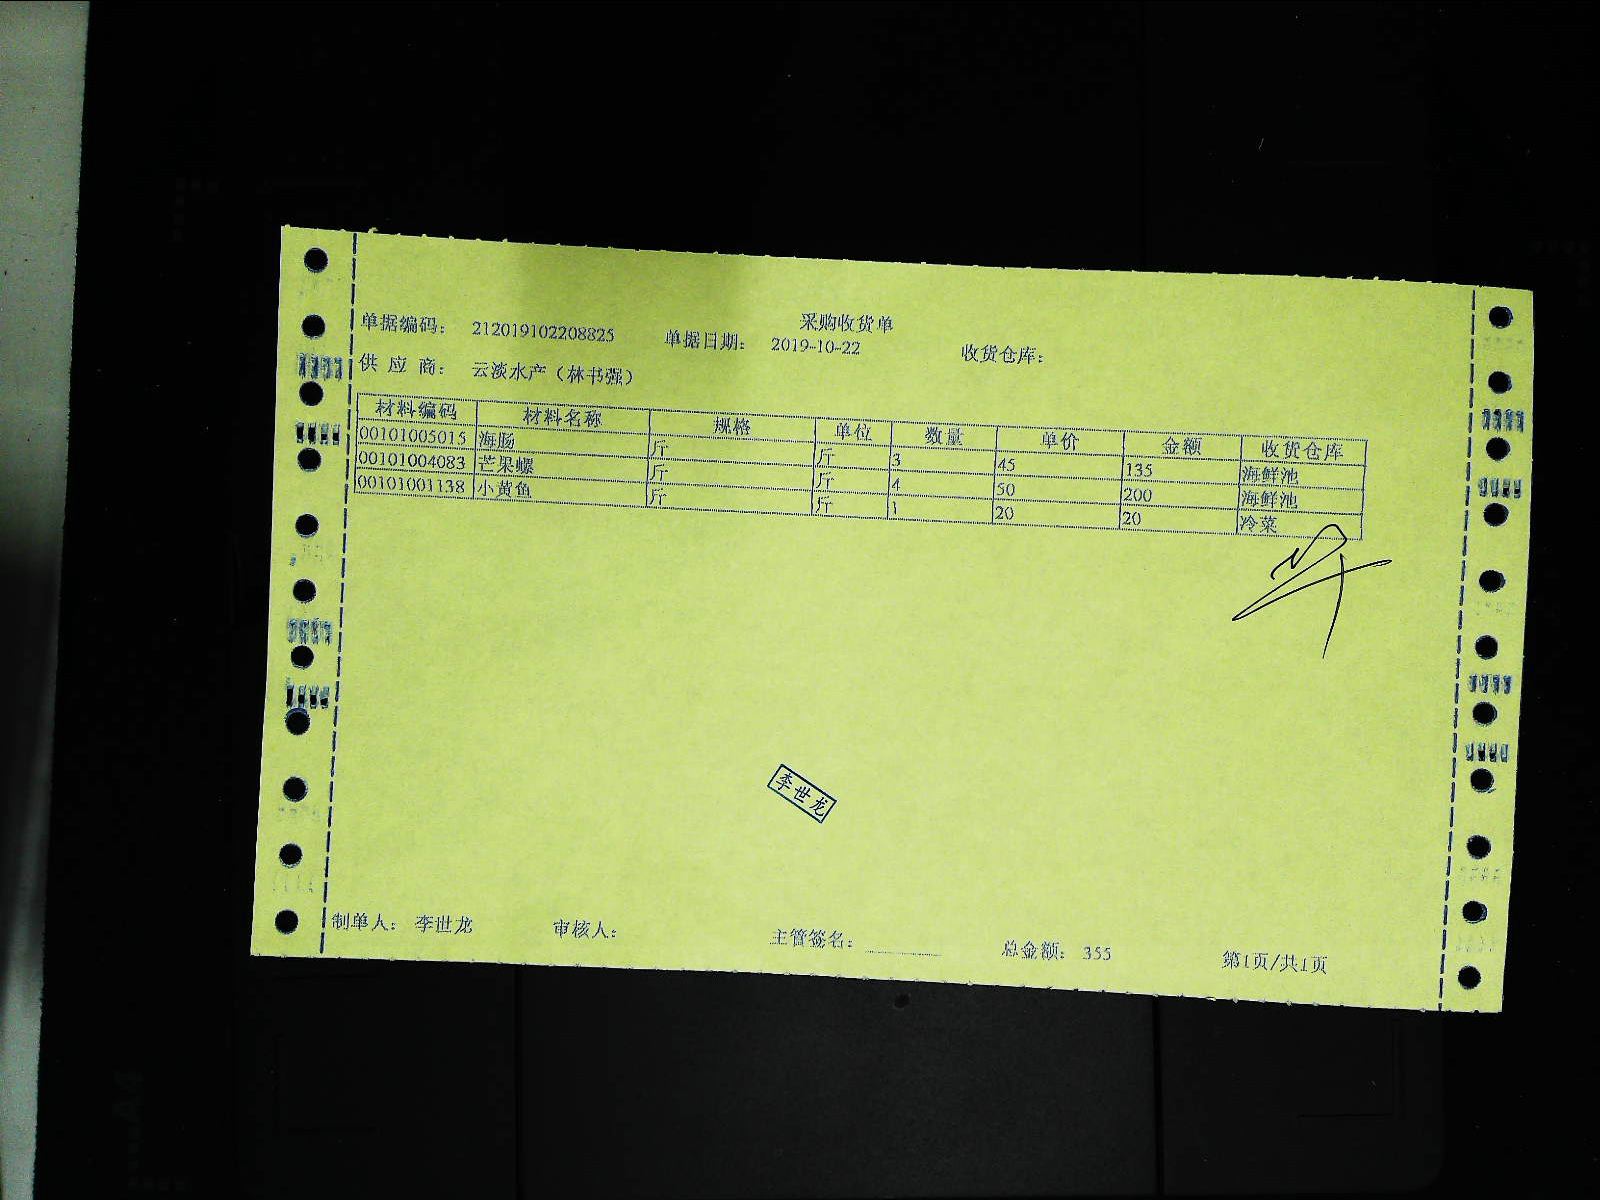 采购收货单
单据编码: 212019102208825 单据日期: 2019-10-22 收货仓库:
供 应 商: 云淡水产（林书强）
材料编码 材料名称 规格 单位 数量 单价 金额 收货仓库
00101005015 海肠 斤 斤 3 45 135 海鲜池
00101004083 芒果螺 斤 斤 4 50 200 海鲜池
00101001138 小黄鱼 斤 斤 1 20 20 冷菜
李世龙
制单人: 李世龙 审核人: 主管签名: 总金额: 355 第1页/共1页